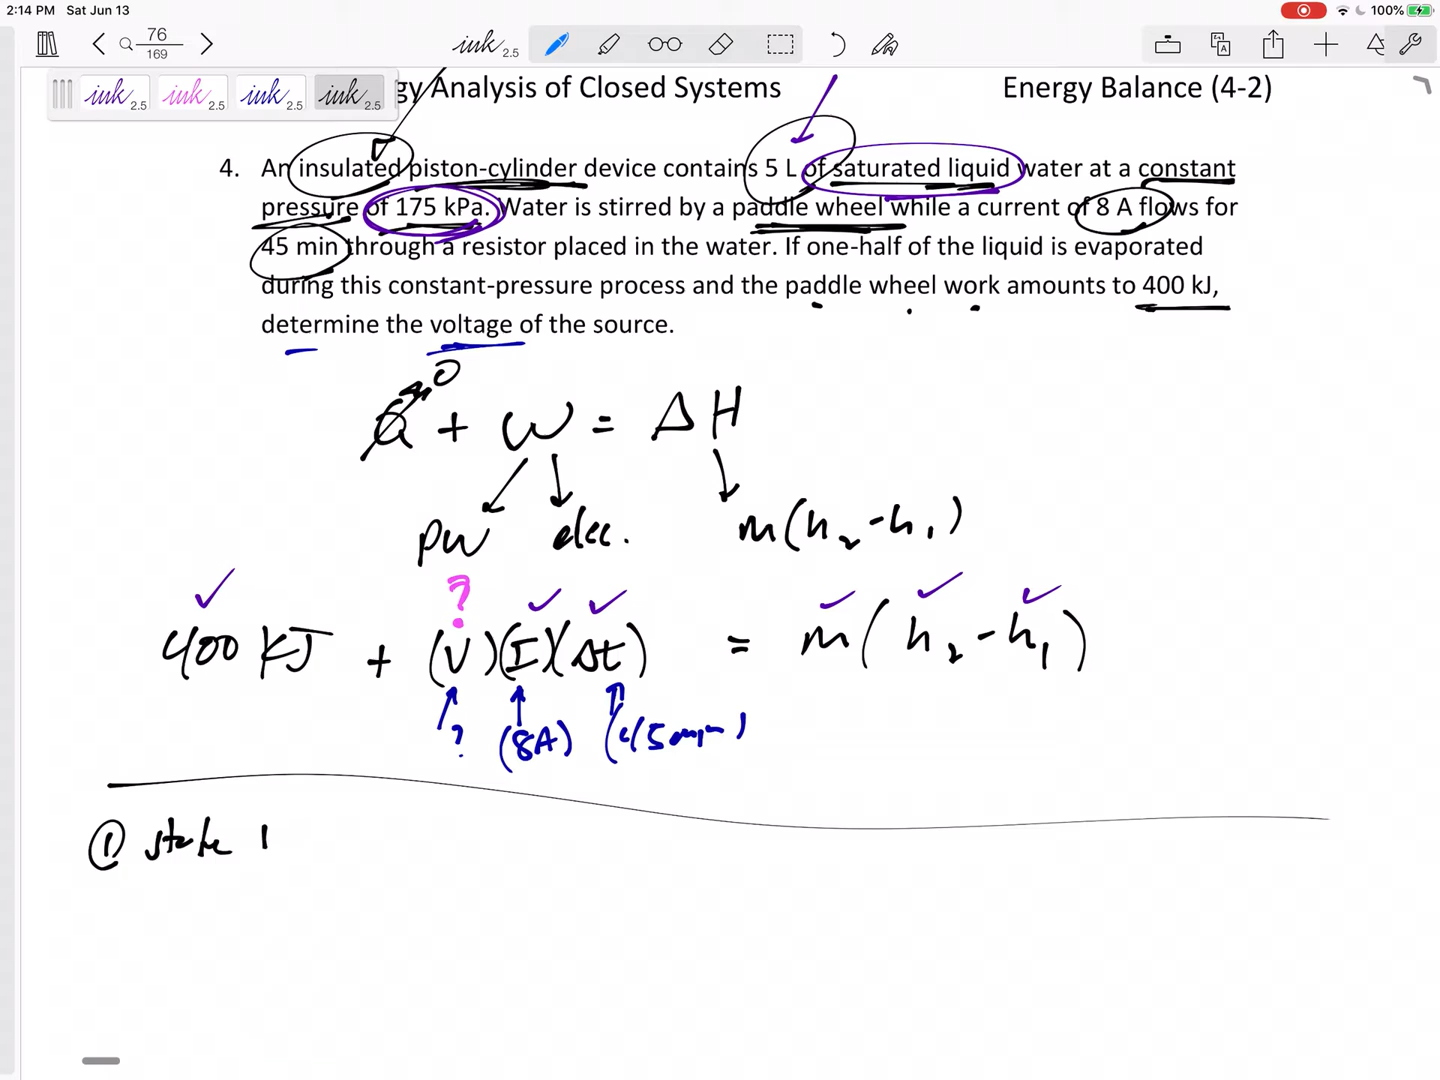 2:14 PM Sat Jun 13 100%
76
169
ink 2.5
ink 2.5 ink 2.5 ink 2.5 ink 2.5 gy Analysis of Closed Systems Energy Balance (4-2)
4. An insulated piston-cylinder device contains 5 L of saturated liquid water at a constant
pressure of 175 kPa. Water is stirred by a paddle wheel while a current of 8 A flows for
45 min through a resistor placed in the water. If one-half of the liquid is evaporated
during this constant-pressure process and the paddle wheel work amounts to 400 kJ,
determine the voltage of the source.
Q 0 + W = Δ H
PW elec. m(h₂-h₁)
?
400 KJ + (V)(I)(Δt) = m(h₂-h₁)
? (8A) (45 min)
① state 1